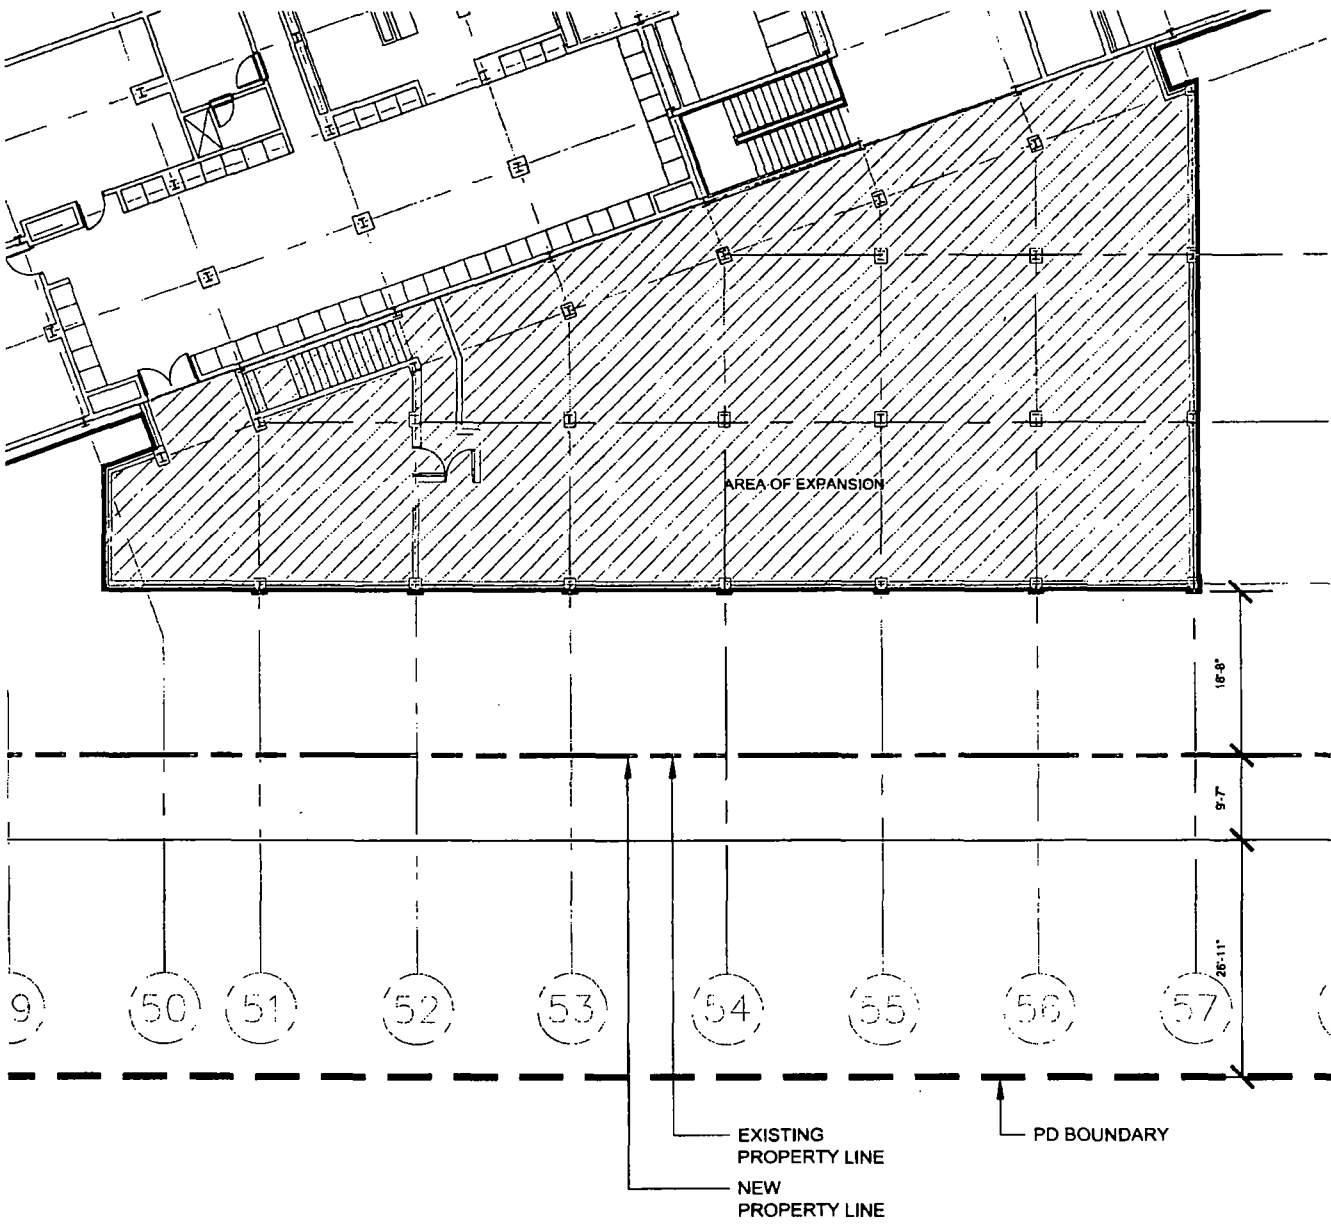 AREA OF EXPANSION
18'-8"
9'-7"
26'-11"
9
50
51
52
53
54
55
56
57
EXISTING
PROPERTY LINE
NEW
PROPERTY LINE
PD BOUNDARY